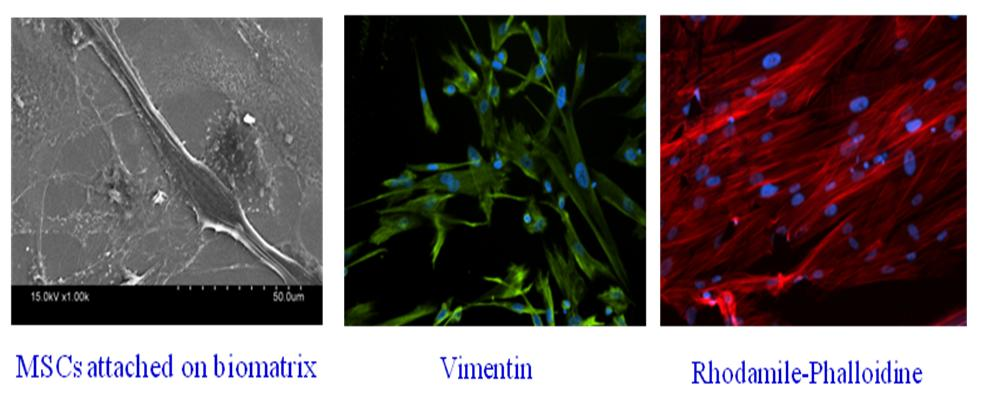 15.0kV x1.00k 50.0um
MSCs attached on biomatrix
Vimentin
Rhodamile-Phalloidine